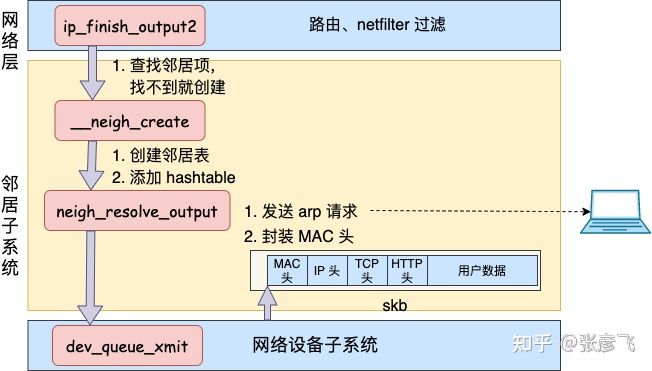 网络层
ip_finish_output2
路由、netfilter 过滤
1. 查找邻居项，
找不到就创建
邻居子系统
__neigh_create
1. 创建邻居表
2. 添加 hashtable
neigh_resolve_output
1. 发送 arp 请求
2. 封装 MAC 头
MAC
头
IP 头
TCP
头
HTTP
头
用户数据
skb
dev_queue_xmit
网络设备子系统
知乎 @张彦飞